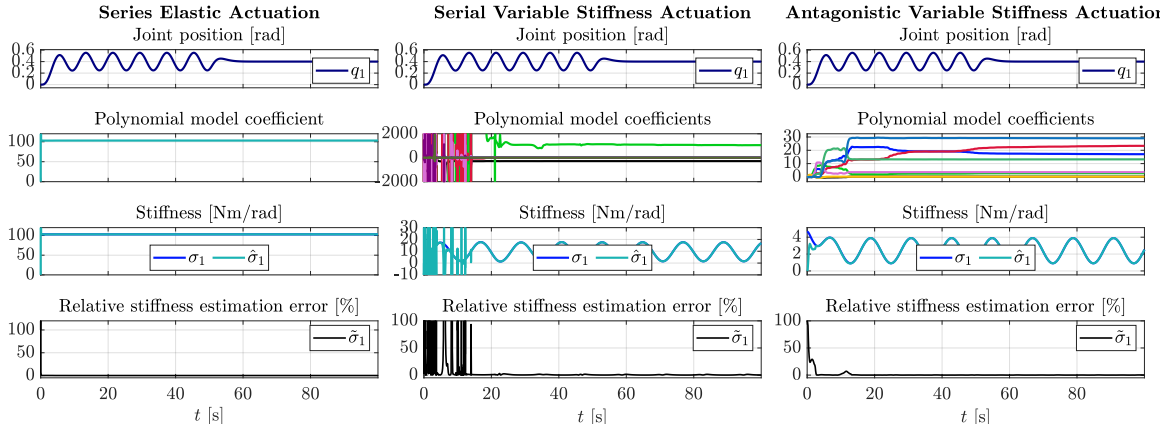 Series Elastic Actuation
Joint position [rad]
0.6
0.4
0.2
0
q1
Polynomial model coefficient
100
50
0
Stiffness [Nm/rad]
100
50
0
σ1 σ̂1
Relative stiffness estimation error [%]
100
50
0
σ̃1
0 20 40 60 80
t [s]
Serial Variable Stiffness Actuation
Joint position [rad]
0.6
0.4
0.2
0
q1
Polynomial model coefficients
2000
0
-2000
Stiffness [Nm/rad]
30
20
10
0
-10
σ1 σ̂1
Relative stiffness estimation error [%]
100
50
0
σ̃1
0 20 40 60 80
t [s]
Antagonistic Variable Stiffness Actuation
Joint position [rad]
0.6
0.4
0.2
0
q1
Polynomial model coefficients
30
20
10
0
Stiffness [Nm/rad]
4
2
0
σ1 σ̂1
Relative stiffness estimation error [%]
100
50
0
σ̃1
0 20 40 60 80
t [s]